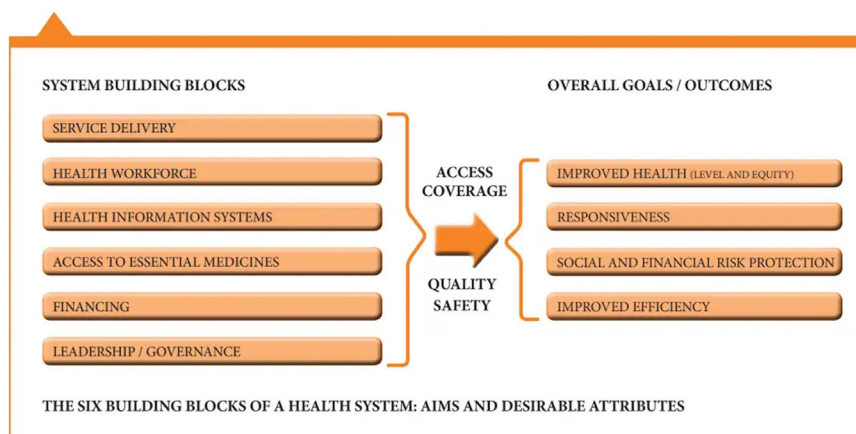 SYSTEM BUILDING BLOCKS
SERVICE DELIVERY
HEALTH WORKFORCE
HEALTH INFORMATION SYSTEMS
ACCESS TO ESSENTIAL MEDICINES
FINANCING
LEADERSHIP / GOVERNANCE
ACCESS
COVERAGE
QUALITY
SAFETY
OVERALL GOALS / OUTCOMES
IMPROVED HEALTH (LEVEL AND EQUITY)
RESPONSIVENESS
SOCIAL AND FINANCIAL RISK PROTECTION
IMPROVED EFFICIENCY
THE SIX BUILDING BLOCKS OF A HEALTH SYSTEM: AIMS AND DESIRABLE ATTRIBUTES